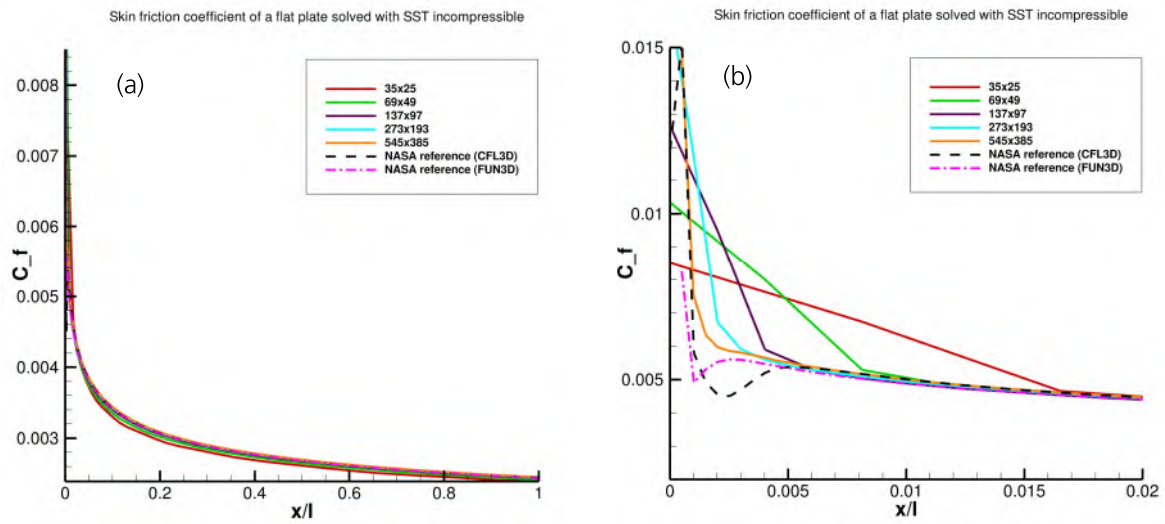 Skin friction coefficient of a flat plate solved with SST incompressible
(a)
35x25
69x49
137x97
273x193
545x385
NASA reference (CFL3D)
NASA reference (FUN3D)
0.008
0.007
0.006
0.005
0.004
0.003
C_f
0
0.2
0.4
0.6
0.8
1
x/l
Skin friction coefficient of a flat plate solved with SST incompressible
(b)
35x25
69x49
137x97
273x193
545x385
NASA reference (CFL3D)
NASA reference (FUN3D)
0.015
0.01
0.005
C_f
0
0.005
0.01
0.015
0.02
x/l